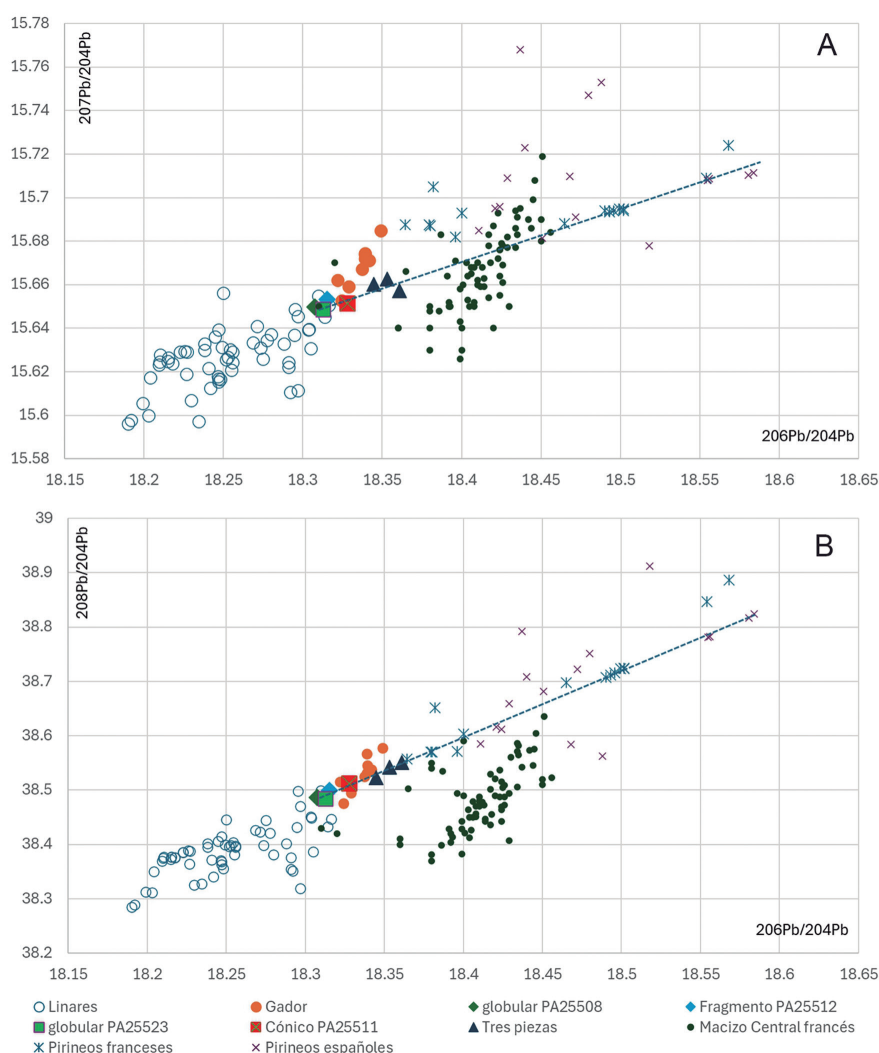 15.78
15.76
15.74
15.72
15.7
15.68
15.66
15.64
15.62
15.6
15.58
207Pb/204Pb
A
206Pb/204Pb
18.15 18.2 18.25 18.3 18.35 18.4 18.45 18.5 18.55 18.6 18.65
39
38.9
38.8
38.7
38.6
38.5
38.4
38.3
38.2
208Pb/204Pb
B
206Pb/204Pb
18.15 18.2 18.25 18.3 18.35 18.4 18.45 18.5 18.55 18.6 18.65
Linares Gador globular PA25508 Fragmento PA25512
globular PA25523 Cónico PA25511 Tres piezas Macizo Central francés
Pirineos franceses Pirineos españoles